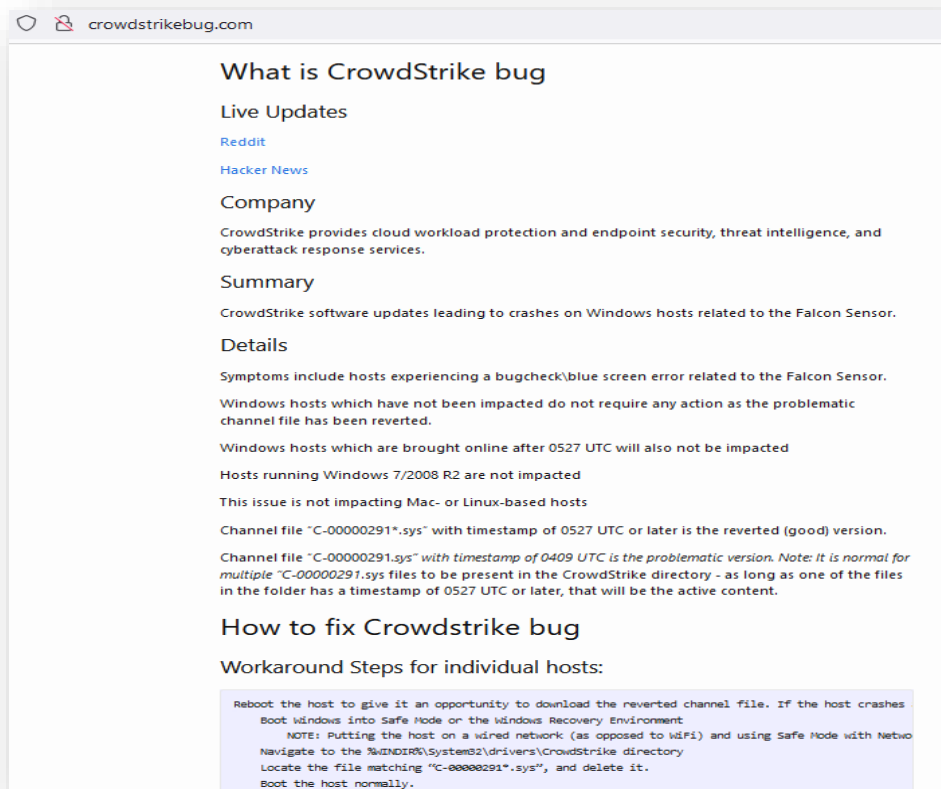 crowdstrikebug.com
What is CrowdStrike bug
Live Updates
Reddit
Hacker News
Company
CrowdStrike provides cloud workload protection and endpoint security, threat intelligence, and
cyberattack response services.
Summary
CrowdStrike software updates leading to crashes on Windows hosts related to the Falcon Sensor.
Details
Symptoms include hosts experiencing a bugcheck\blue screen error related to the Falcon Sensor.
Windows hosts which have not been impacted do not require any action as the problematic
channel file has been reverted.
Windows hosts which are brought online after 0527 UTC will also not be impacted
Hosts running Windows 7/2008 R2 are not impacted
This issue is not impacting Mac- or Linux-based hosts
Channel file "C-00000291*.sys" with timestamp of 0527 UTC or later is the reverted (good) version.
Channel file "C-00000291.sys" with timestamp of 0409 UTC is the problematic version. Note: It is normal for
multiple "C-00000291.sys files to be present in the CrowdStrike directory - as long as one of the files
in the folder has a timestamp of 0527 UTC or later, that will be the active content.
How to fix Crowdstrike bug
Workaround Steps for individual hosts:
Reboot the host to give it an opportunity to download the reverted channel file. If the host crashes
Boot Windows into Safe Mode or the Windows Recovery Environment
NOTE: Putting the host on a wired network (as opposed to WiFi) and using Safe Mode with Netwo
Navigate to the %WINDIR%\System32\drivers\CrowdStrike directory
Locate the file matching “C-00000291*.sys”, and delete it.
Boot the host normally.